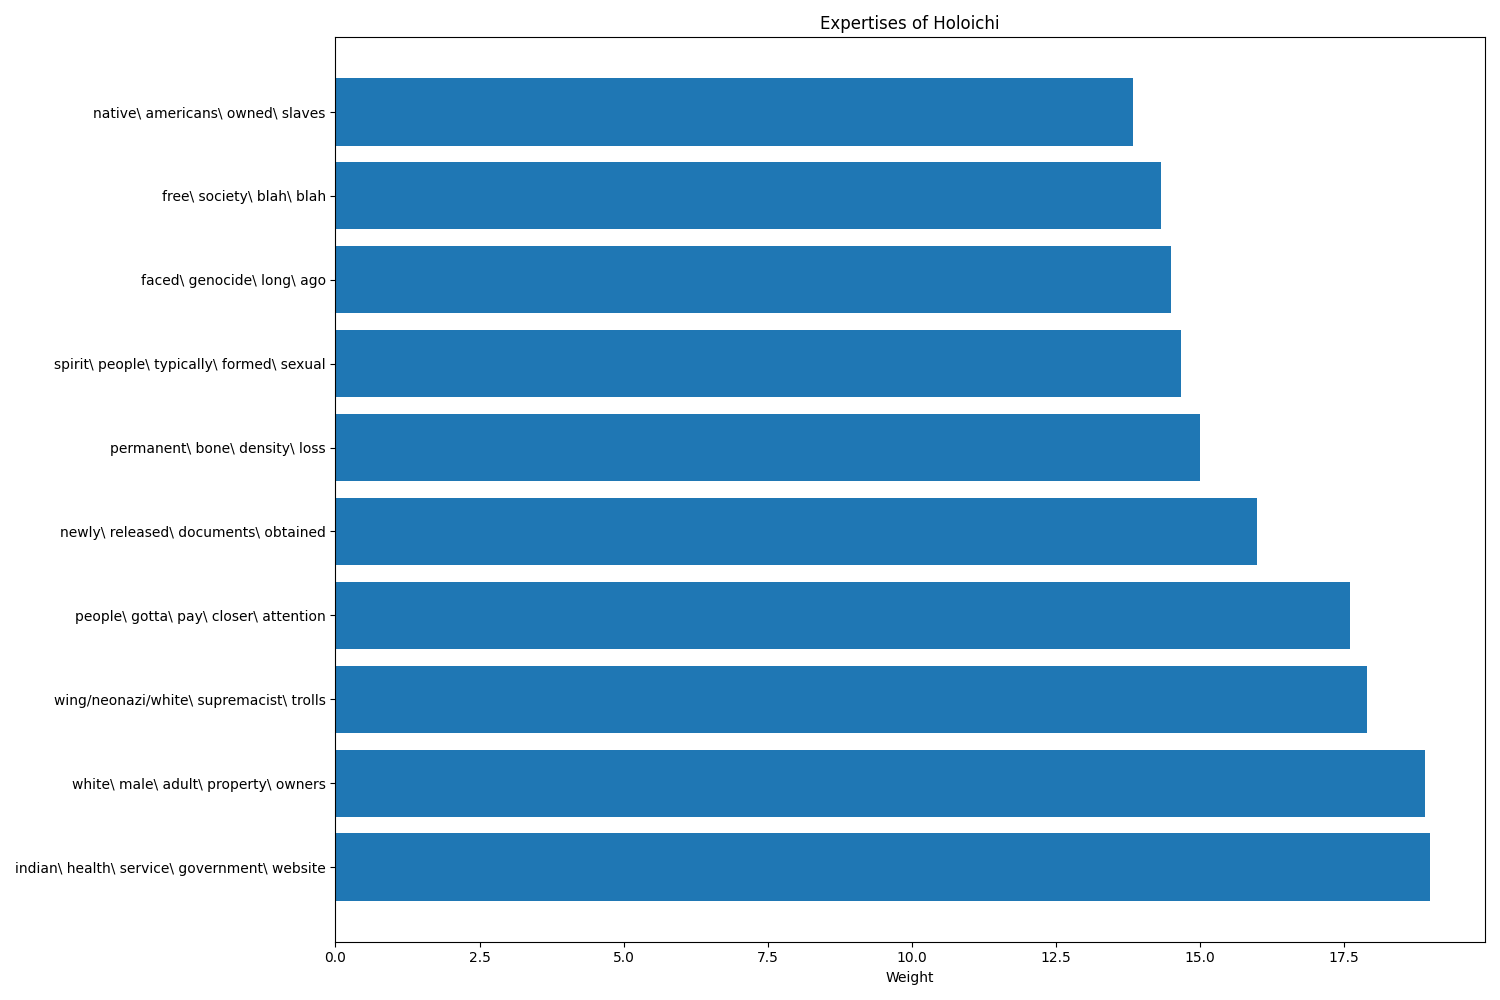 Expertises of Holoichi
native\ americans\ owned\ slaves
free\ society\ blah\ blah
faced\ genocide\ long\ ago
spirit\ people\ typically\ formed\ sexual
permanent\ bone\ density\ loss
newly\ released\ documents\ obtained
people\ gotta\ pay\ closer\ attention
wing/neonazi/white\ supremacist\ trolls
white\ male\ adult\ property\ owners
indian\ health\ service\ government\ website
0.0 2.5 5.0 7.5 10.0 12.5 15.0 17.5
Weight